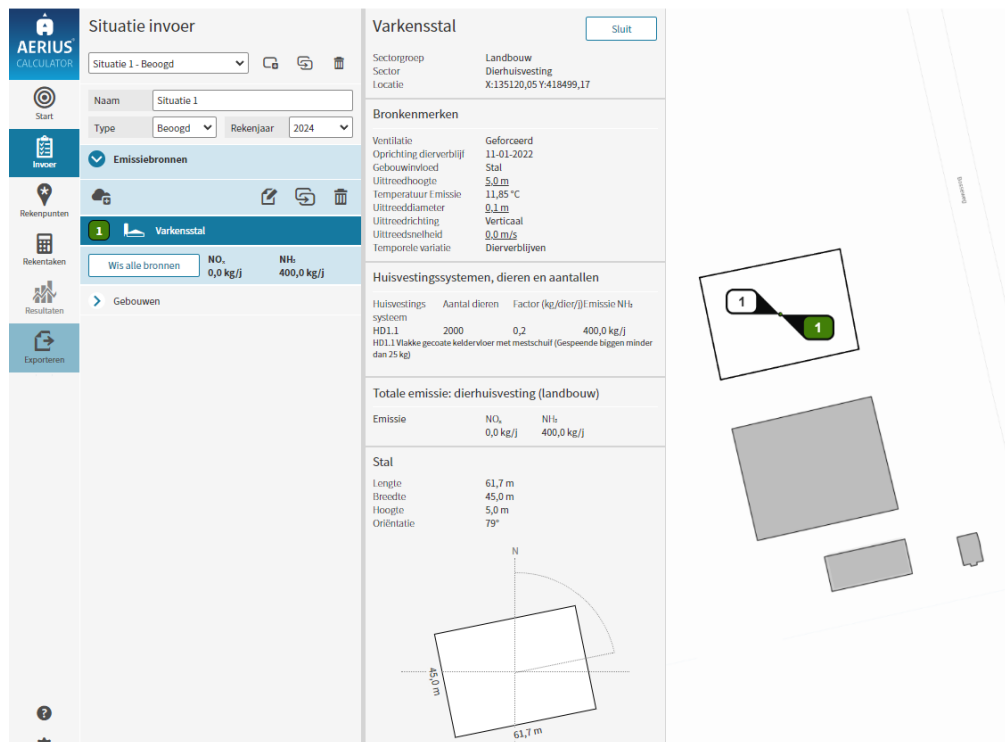 AERIUS®
CALCULATOR
Start
Invoer
Rekenpunten
Rekentaken
Resultaten
Exporteren
Situatie invoer
Situatie 1 - Beoogd
Naam Situatie 1
Type Beoogd Rekenjaar 2024
Emissiebronnen
1 Varkensstal
Wis alle bronnen NOₓ NH₃
0,0 kg/j 400,0 kg/j
Gebouwen
Varkensstal Sluit
Sectorgroep Landbouw
Sector Dierhuisvesting
Locatie X:135120,05 Y:418499,17
Bronkenmerken
Ventilatie Geforceerd
Oprichting dierverblijf 11-01-2022
Gebouwinvloed Stal
Uittreedhoogte 5,0 m
Temperatuur Emissie 11,85 °C
Uittreeddiameter 0,1 m
Uittreedrichting Verticaal
Uittreedsnelheid 0,0 m/s
Temporele variatie Dierverblijven
Huisvestingssystemen, dieren en aantallen
Huisvestings Aantal dieren Factor (kg/dier/j) Emissie NH₃
systeem
HD1.1 2000 0,2 400,0 kg/j
HD1.1 Vlakke gecoate keldervloer met mestschuif (Gespeende biggen minder
dan 25 kg)
Totale emissie: dierhuisvesting (landbouw)
Emissie NOₓ NH₃
0,0 kg/j 400,0 kg/j
Stal
Lengte 61,7 m
Breedte 45,0 m
Hoogte 5,0 m
Oriëntatie 79°
N
45,0 m
61,7 m
1
1